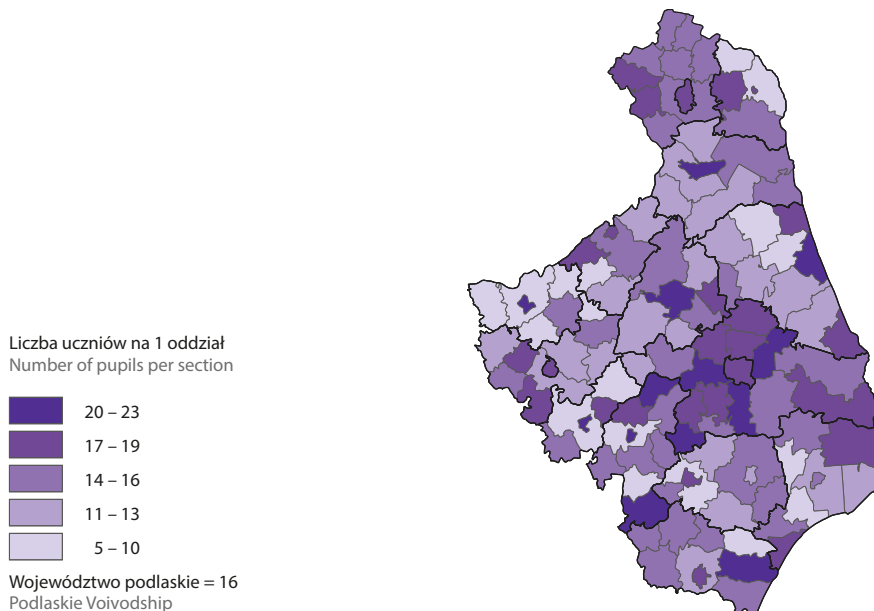 Liczba uczniów na 1 oddział
Number of pupils per section
20 – 23
17 – 19
14 – 16
11 – 13
5 – 10
Województwo podlaskie = 16
Podlaskie Voivodship